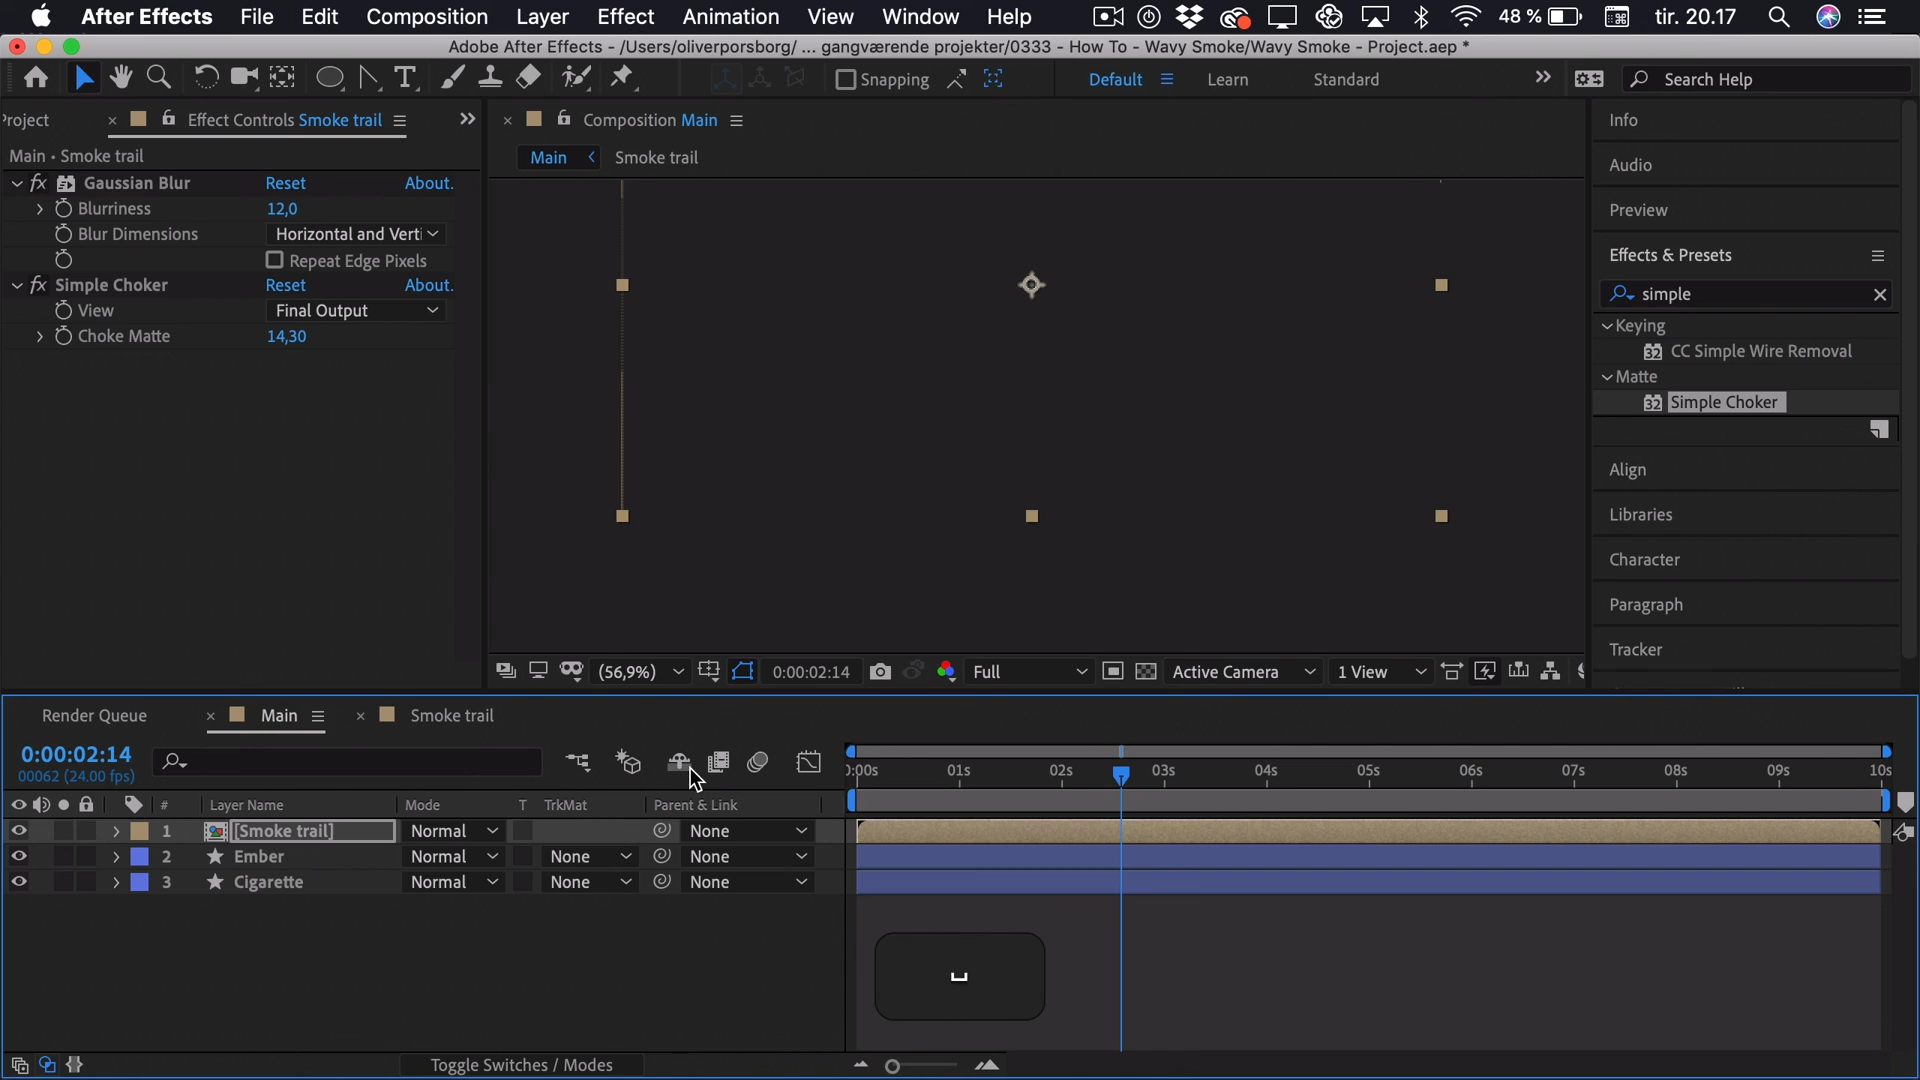 After Effects File Edit Composition Layer Effect Animation View Window Help 48 % tir. 20.17
Adobe After Effects - /Users/oliverporsborg/ ... gangværende projekter/0333 - How To - Wavy Smoke/Wavy Smoke - Project.aep *
Snapping Default Learn Standard Search Help
Project Effect Controls Smoke trail
Composition Main
Main Smoke trail
Main • Smoke trail
fx Gaussian Blur Reset About.
Blurriness 12,0
Blur Dimensions Horizontal and Verti
Repeat Edge Pixels
fx Simple Choker Reset About.
View Final Output
Choke Matte 14,30
Info
Audio
Preview
Effects & Presets
simple
Keying
32 CC Simple Wire Removal
Matte
32 Simple Choker
Align
Libraries
Character
Paragraph
Tracker
(56,9%) 0:00:02:14 Full Active Camera 1 View
Render Queue Main Smoke trail
0:00:02:14
00062 (24.00 fps)
):00s 01s 02s 03s 04s 05s 06s 07s 08s 09s 10s
# Layer Name Mode T TrkMat Parent & Link
1 [Smoke trail] Normal None
2 Ember Normal None None
3 Cigarette Normal None None
Toggle Switches / Modes